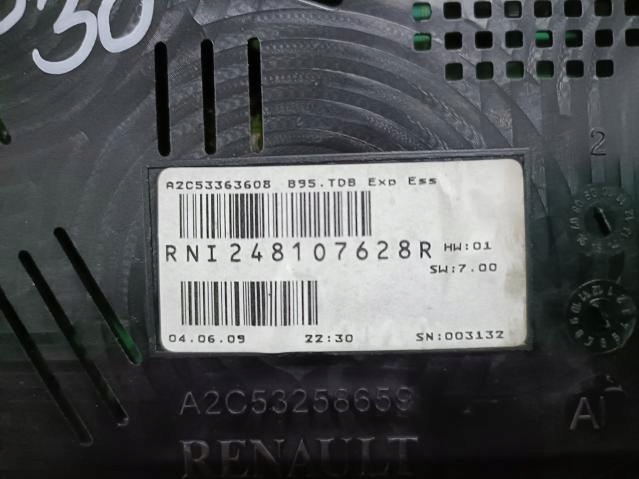 30
A2C53363608 B95.TDB Exp Ess
RNI248107628R HW:01
SW:7.00
04.06.09 22:30 SN:003132
2
A2C53258659
RENAULT